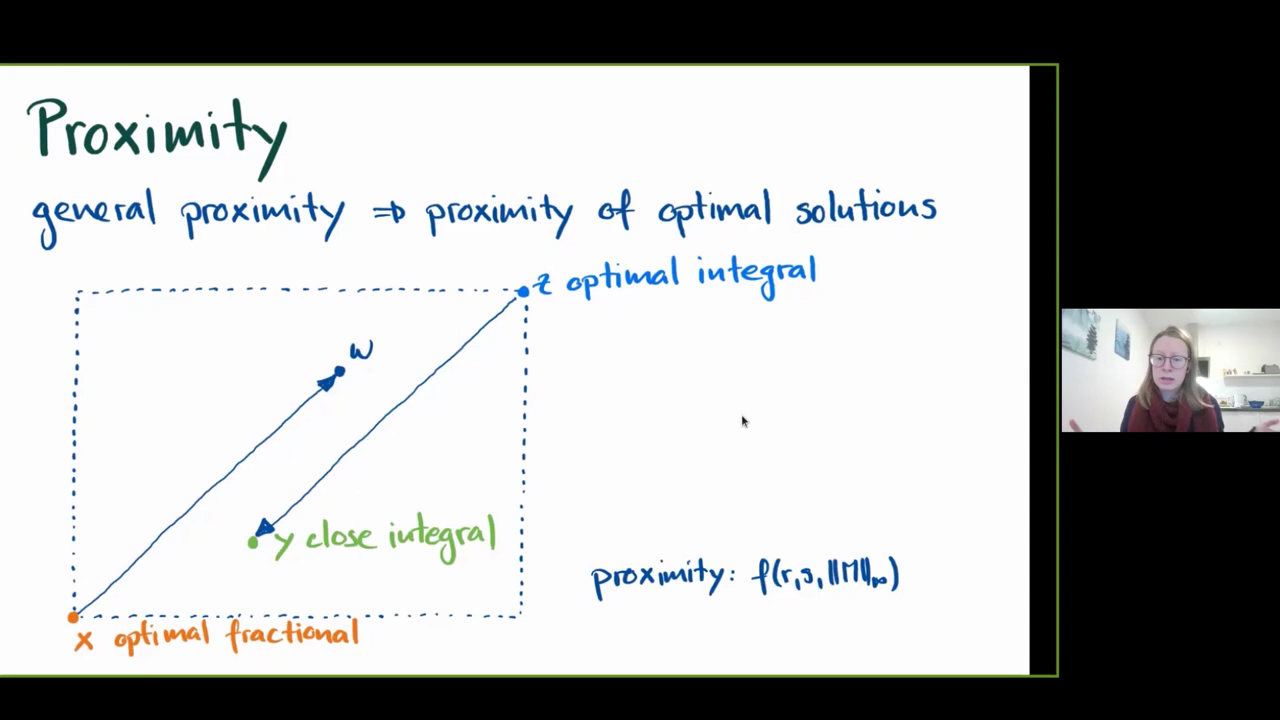 Proximity
general proximity ⇒ proximity of optimal solutions
z optimal integral
w
y close integral
proximity: f(r,s,||M||∞)
x optimal fractional